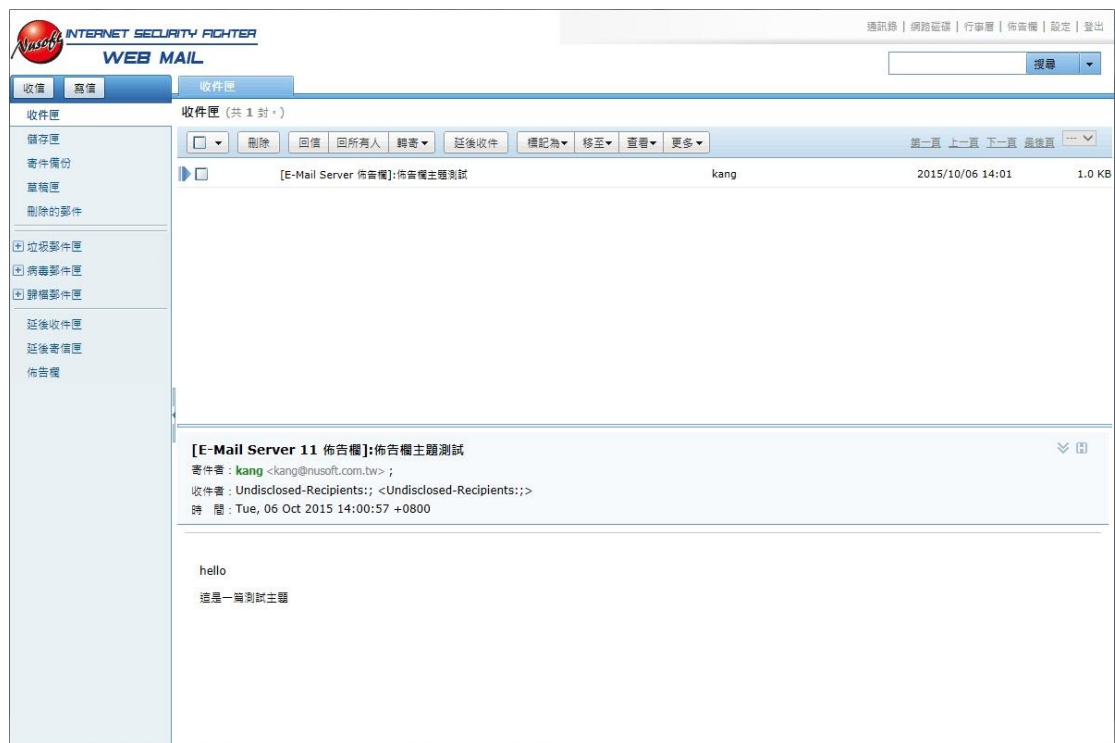 Nusoft INTERNET SECURITY FIGHTER
WEB MAIL
通訊錄 | 網路磁碟 | 行事曆 | 佈告欄 | 設定 | 登出
搜尋
收信 寫信
收件匣
收件匣
儲存匣
寄件備份
草稿匣
刪除的郵件
垃圾郵件匣
病毒郵件匣
歸檔郵件匣
延後收件匣
延後寄信匣
佈告欄
收件匣 (共 1 封。)
刪除 回信 回所有人 轉寄 延後收件 標記為 移至 查看 更多 第一頁 上一頁 下一頁 最後頁 ---
[E-Mail Server 佈告欄]:佈告欄主題測試 kang 2015/10/06 14:01 1.0 KB
[E-Mail Server 11 佈告欄]:佈告欄主題測試
寄件者 : kang <kang@nusoft.com.tw> ;
收件者 : Undisclosed-Recipients:; <Undisclosed-Recipients:;>
時 間 : Tue, 06 Oct 2015 14:00:57 +0800
hello
這是一篇測試主題